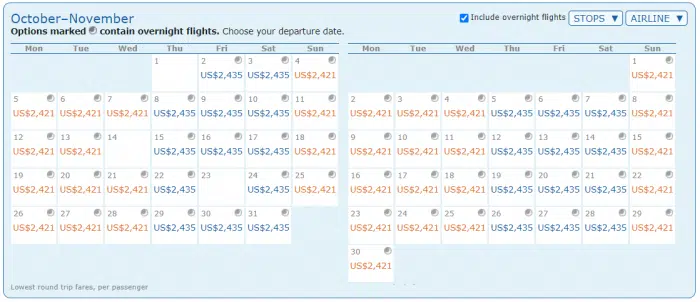 October–November
Include overnight flights STOPS ▼ AIRLINE ▼
Options marked contain overnight flights. Choose your departure date.
Mon Tue Wed Thu Fri Sat Sun Mon Tue Wed Thu Fri Sat Sun
1 2 3 4 1
US$2,435 US$2,435 US$2,421 US$2,421
5 6 7 8 9 10 11 2 3 4 5 6 7 8
US$2,421 US$2,421 US$2,421 US$2,435 US$2,435 US$2,435 US$2,421 US$2,421 US$2,421 US$2,421 US$2,435 US$2,435 US$2,435 US$2,421
12 13 14 15 16 17 18 9 10 11 12 13 14 15
US$2,421 US$2,421 US$2,435 US$2,435 US$2,435 US$2,421 US$2,421 US$2,421 US$2,421 US$2,435 US$2,435 US$2,435 US$2,421
19 20 21 22 23 24 25 16 17 18 19 20 21 22
US$2,421 US$2,421 US$2,421 US$2,435 US$2,435 US$2,421 US$2,421 US$2,421 US$2,421 US$2,435 US$2,435 US$2,435 US$2,421
26 27 28 29 30 31 23 24 25 26 27 28 29
US$2,421 US$2,421 US$2,421 US$2,435 US$2,435 US$2,435 US$2,421 US$2,421 US$2,421 US$2,435 US$2,435 US$2,435 US$2,421
30
US$2,421
Lowest round trip fares, per passenger